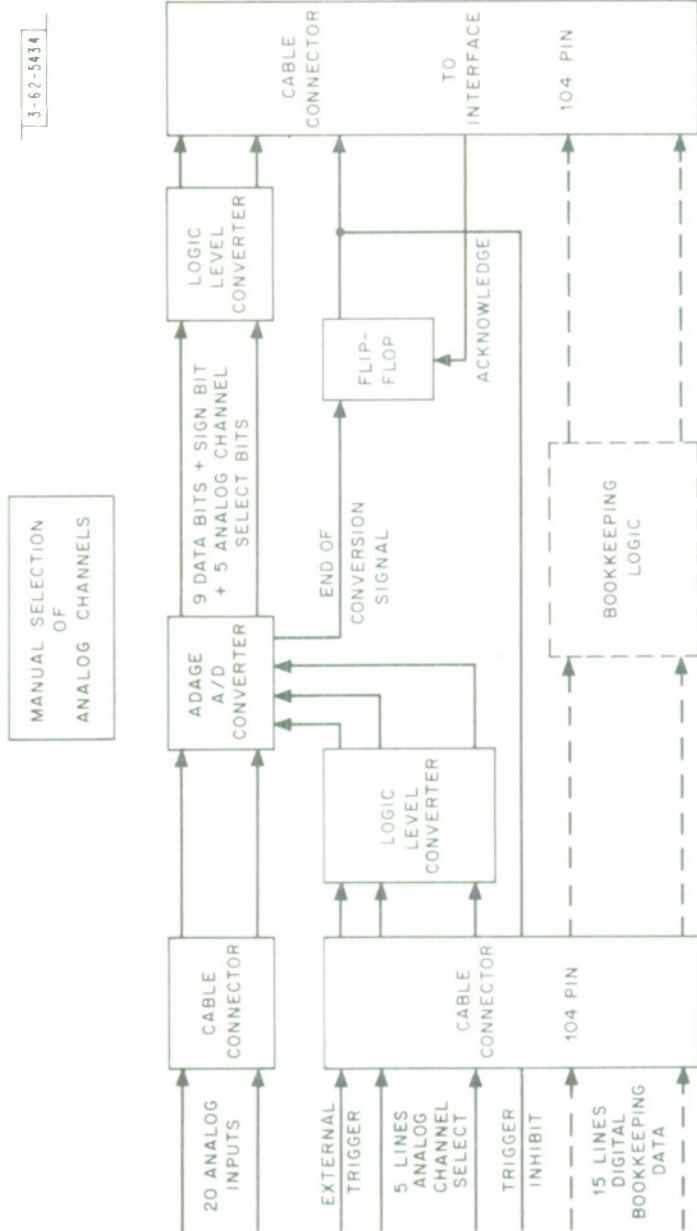 3-62-5434
MANUAL SELECTION
OF
ANALOG CHANNELS
20 ANALOG
INPUTS
CABLE
CONNECTOR
ADAGE
A/D
CONVERTER
9 DATA BITS + SIGN BIT
+ 5 ANALOG CHANNEL
SELECT BITS
LOGIC
LEVEL
CONVERTER
EXTERNAL
TRIGGER
5 LINES
ANALOG
CHANNEL
SELECT
TRIGGER
INHIBIT
15 LINES
DIGITAL
BOOKKEEPING
DATA
CABLE
CONNECTOR
104 PIN
LOGIC
LEVEL
CONVERTER
END OF
CONVERSION
SIGNAL
FLIP-
FLOP
ACKNOWLEDGE
BOOKKEEPING
LOGIC
CABLE
CONNECTOR
TO
INTERFACE
104 PIN